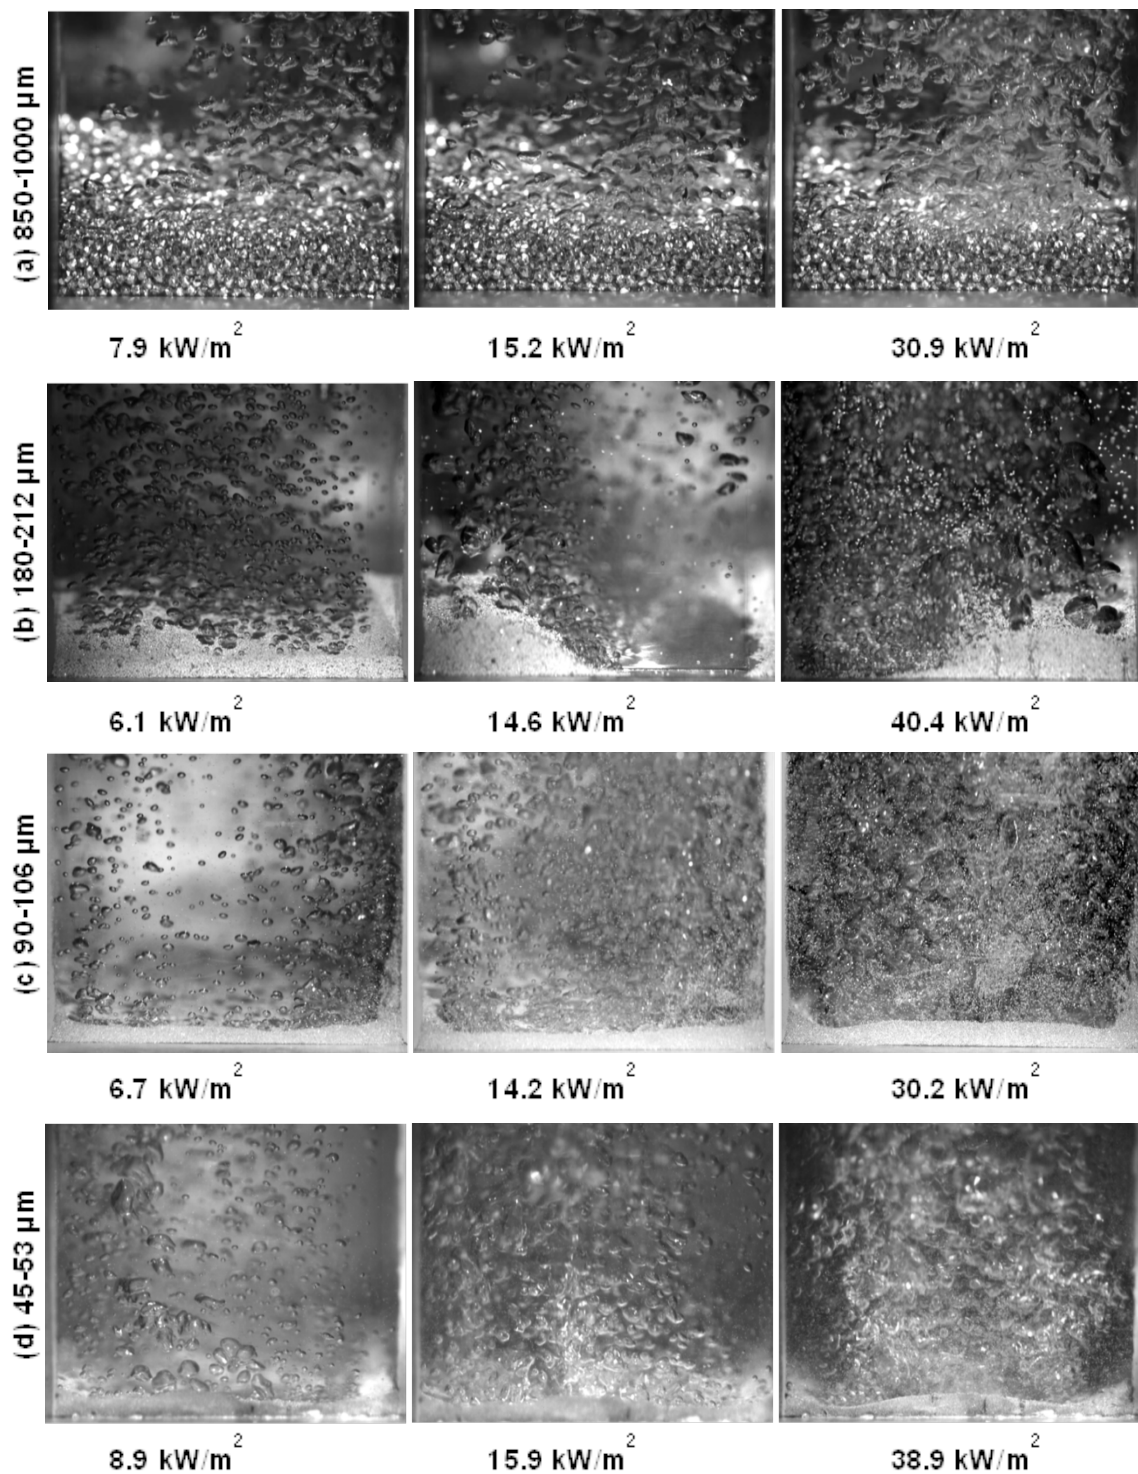 (a) 850-1000 µm
7.9 kW/m²
15.2 kW/m²
30.9 kW/m²
(b) 180-212 µm
6.1 kW/m²
14.6 kW/m²
40.4 kW/m²
(c) 90-106 µm
6.7 kW/m²
14.2 kW/m²
30.2 kW/m²
(d) 45-53 µm
8.9 kW/m²
15.9 kW/m²
38.9 kW/m²